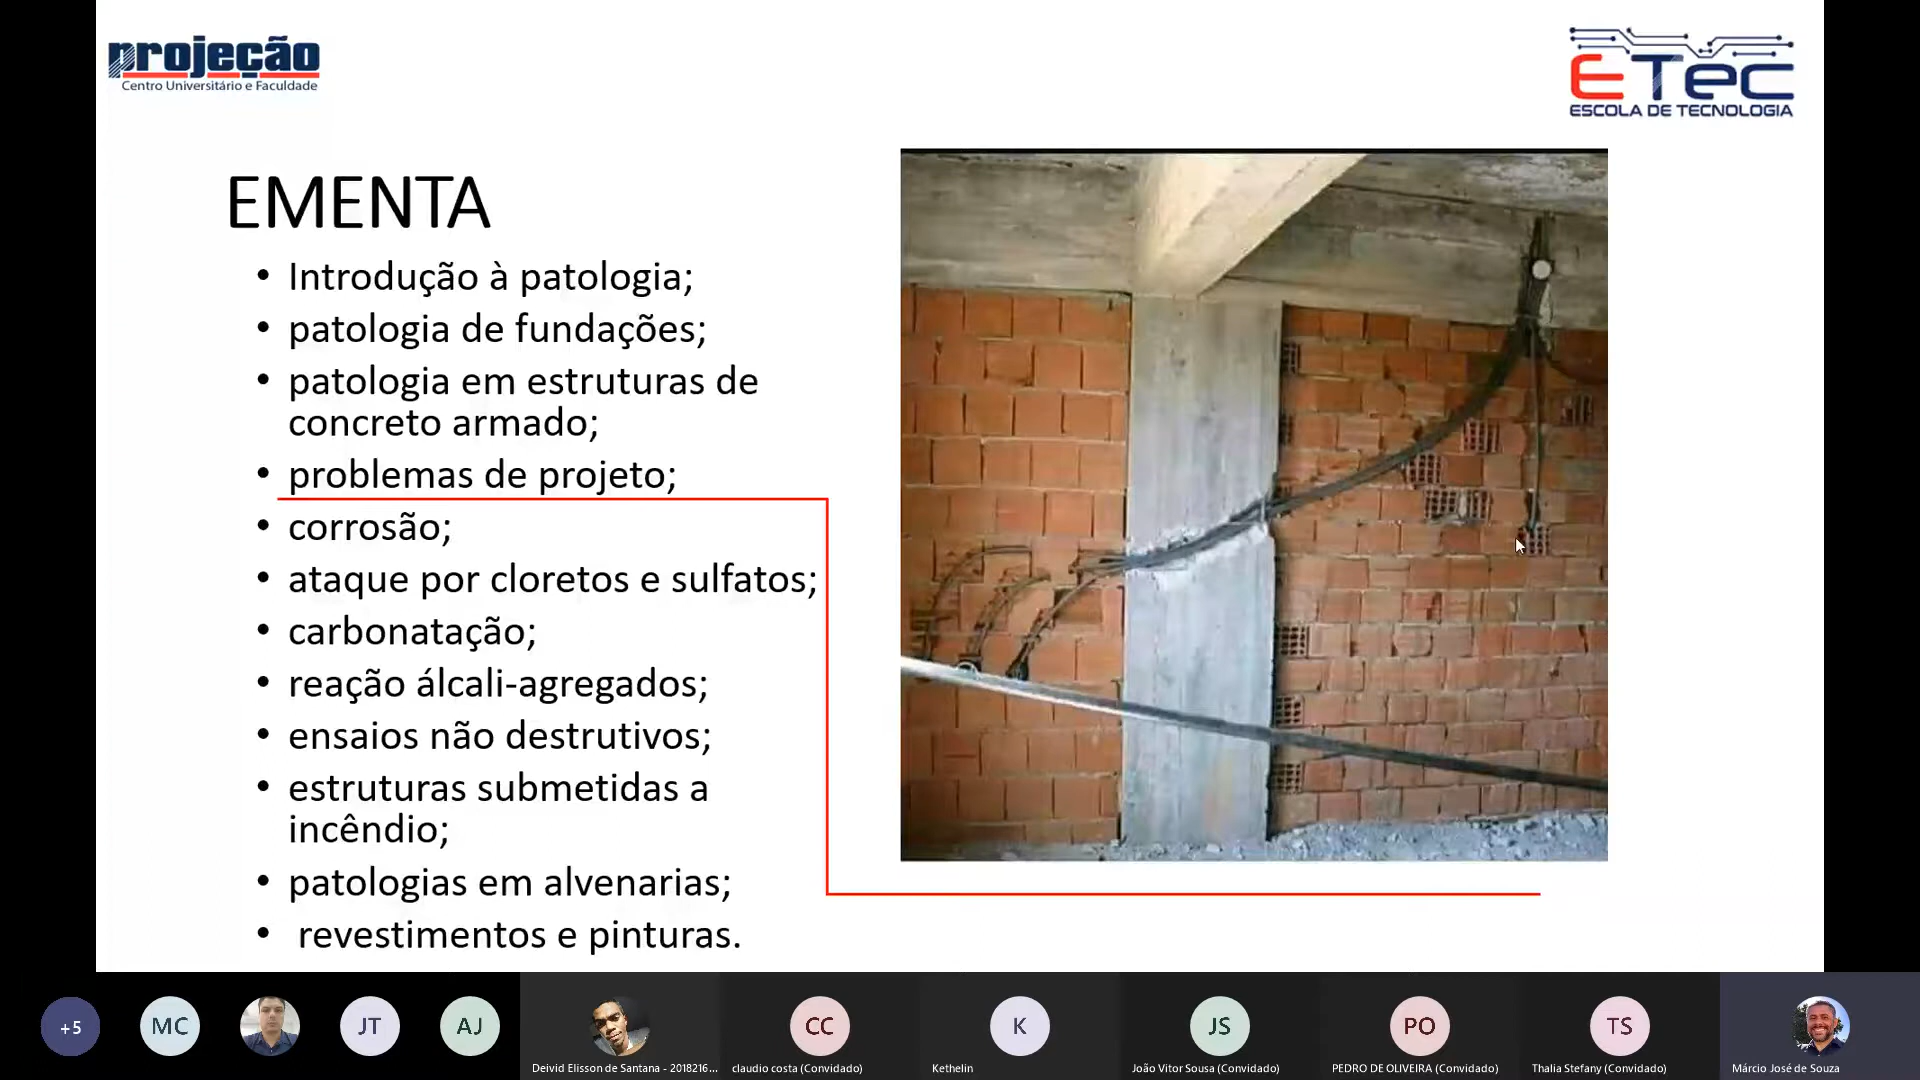 projeção
Centro Universitário e Faculdade
ETec
ESCOLA DE TECNOLOGIA
EMENTA
• Introdução à patologia;
• patologia de fundações;
• patologia em estruturas de
concreto armado;
• problemas de projeto;
• corrosão;
• ataque por cloretos e sulfatos;
• carbonatação;
• reação álcali-agregados;
• ensaios não destrutivos;
• estruturas submetidas a
incêndio;
• patologias em alvenarias;
• revestimentos e pinturas.
+5
MC
JT
AJ
CC
K
JS
PO
TS
Deivid Elisson de Santana - 2018216...
claudio costa (Convidado)
Kethelin
João Vitor Sousa (Convidado)
PEDRO DE OLIVEIRA (Convidado)
Thalia Stefany (Convidado)
Márcio José de Souza